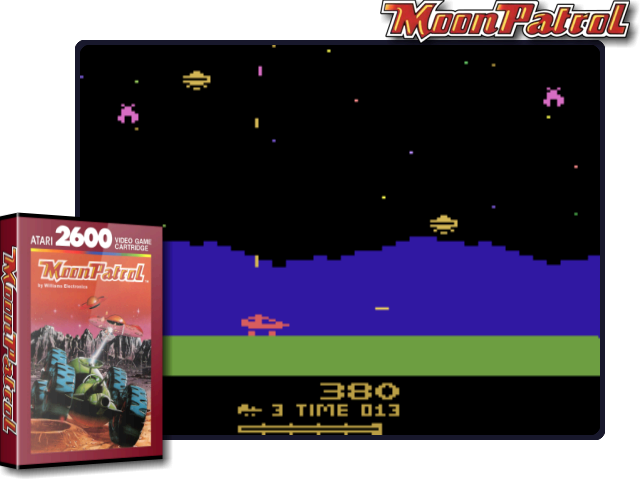 MoonPatrol
ATARI 2600 VIDEO GAME CARTRIDGE
MoonPatrol
by Williams Electronics
MoonPatrol
380
3 TIME 013